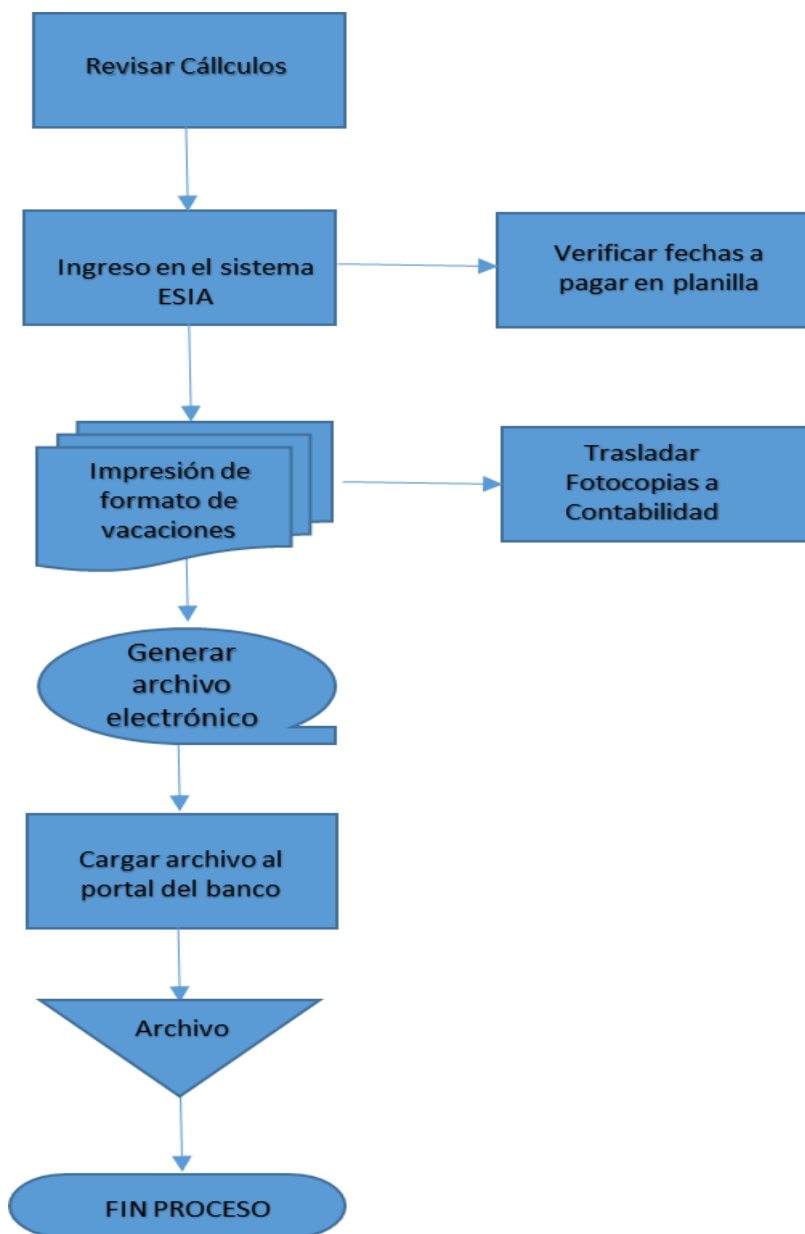 Revisar Cállculos
Ingreso en el sistema
ESIA
Verificar fechas a
pagar en planilla
Impresión de
formato de
vacaciones
Trasladar
Fotocopias a
Contabilidad
Generar
archivo
electrónico
Cargar archivo al
portal del banco
Archivo
FIN PROCESO